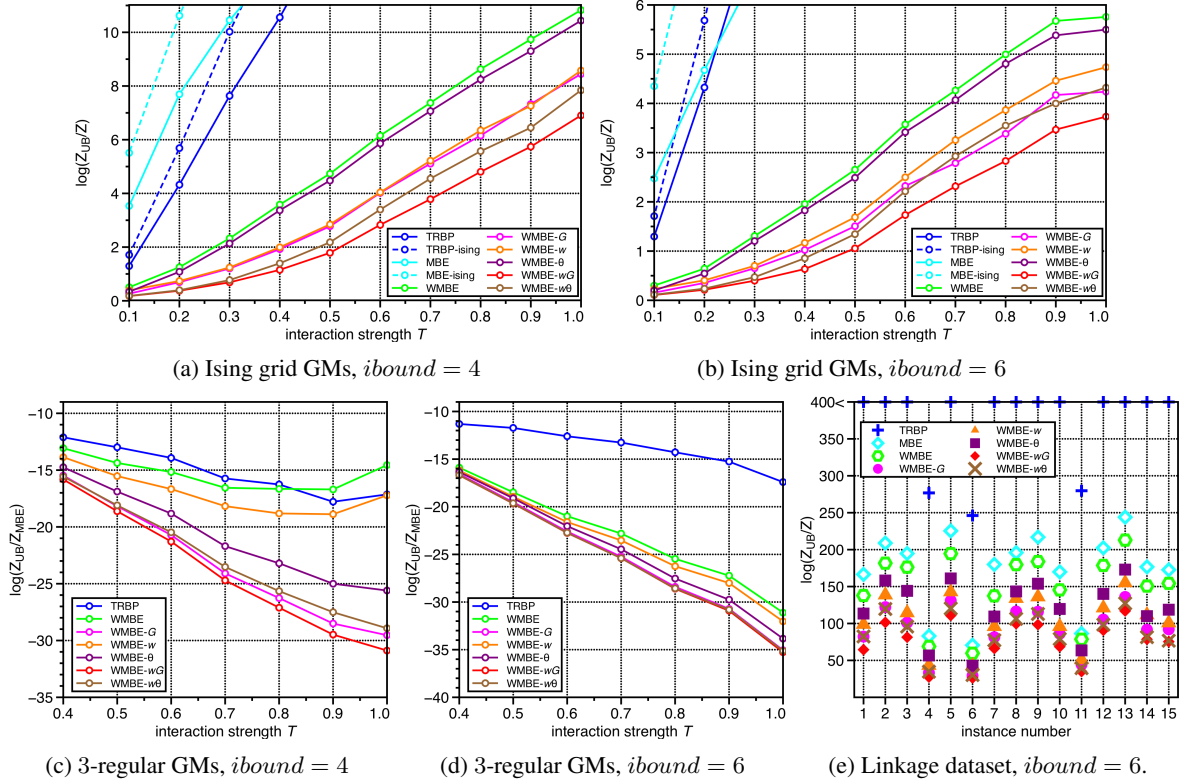 log(Z_UB/Z)
10
8
6
4
2
0
0.1 0.2 0.3 0.4 0.5 0.6 0.7 0.8 0.9 1.0
interaction strength T
TRBP
TRBP-ising
MBE
MBE-ising
WMBE
WMBE-G
WMBE-w
WMBE-θ
WMBE-wG
WMBE-wθ
(a) Ising grid GMs, ibound = 4
log(Z_UB/Z)
6
5
4
3
2
1
0
0.1 0.2 0.3 0.4 0.5 0.6 0.7 0.8 0.9 1.0
interaction strength T
TRBP
TRBP-ising
MBE
MBE-ising
WMBE
WMBE-G
WMBE-w
WMBE-θ
WMBE-wG
WMBE-wθ
(b) Ising grid GMs, ibound = 6
log(Z_UB/Z_MBE)
−10
−15
−20
−25
−30
−35
0.4 0.5 0.6 0.7 0.8 0.9 1.0
interaction strength T
TRBP
WMBE
WMBE-G
WMBE-w
WMBE-θ
WMBE-wG
WMBE-wθ
(c) 3-regular GMs, ibound = 4
log(Z_UB/Z_MBE)
−10
−15
−20
−25
−30
−35
−40
0.4 0.5 0.6 0.7 0.8 0.9 1.0
interaction strength T
TRBP
WMBE
WMBE-G
WMBE-w
WMBE-θ
WMBE-wG
WMBE-wθ
(d) 3-regular GMs, ibound = 6
log(Z_UB/Z)
400<
350
300
250
200
150
100
50
1 2 3 4 5 6 7 8 9 10 11 12 13 14 15
instance number
TRBP
MBE
WMBE
WMBE-G
WMBE-w
WMBE-θ
WMBE-wG
WMBE-wθ
(e) Linkage dataset, ibound = 6.